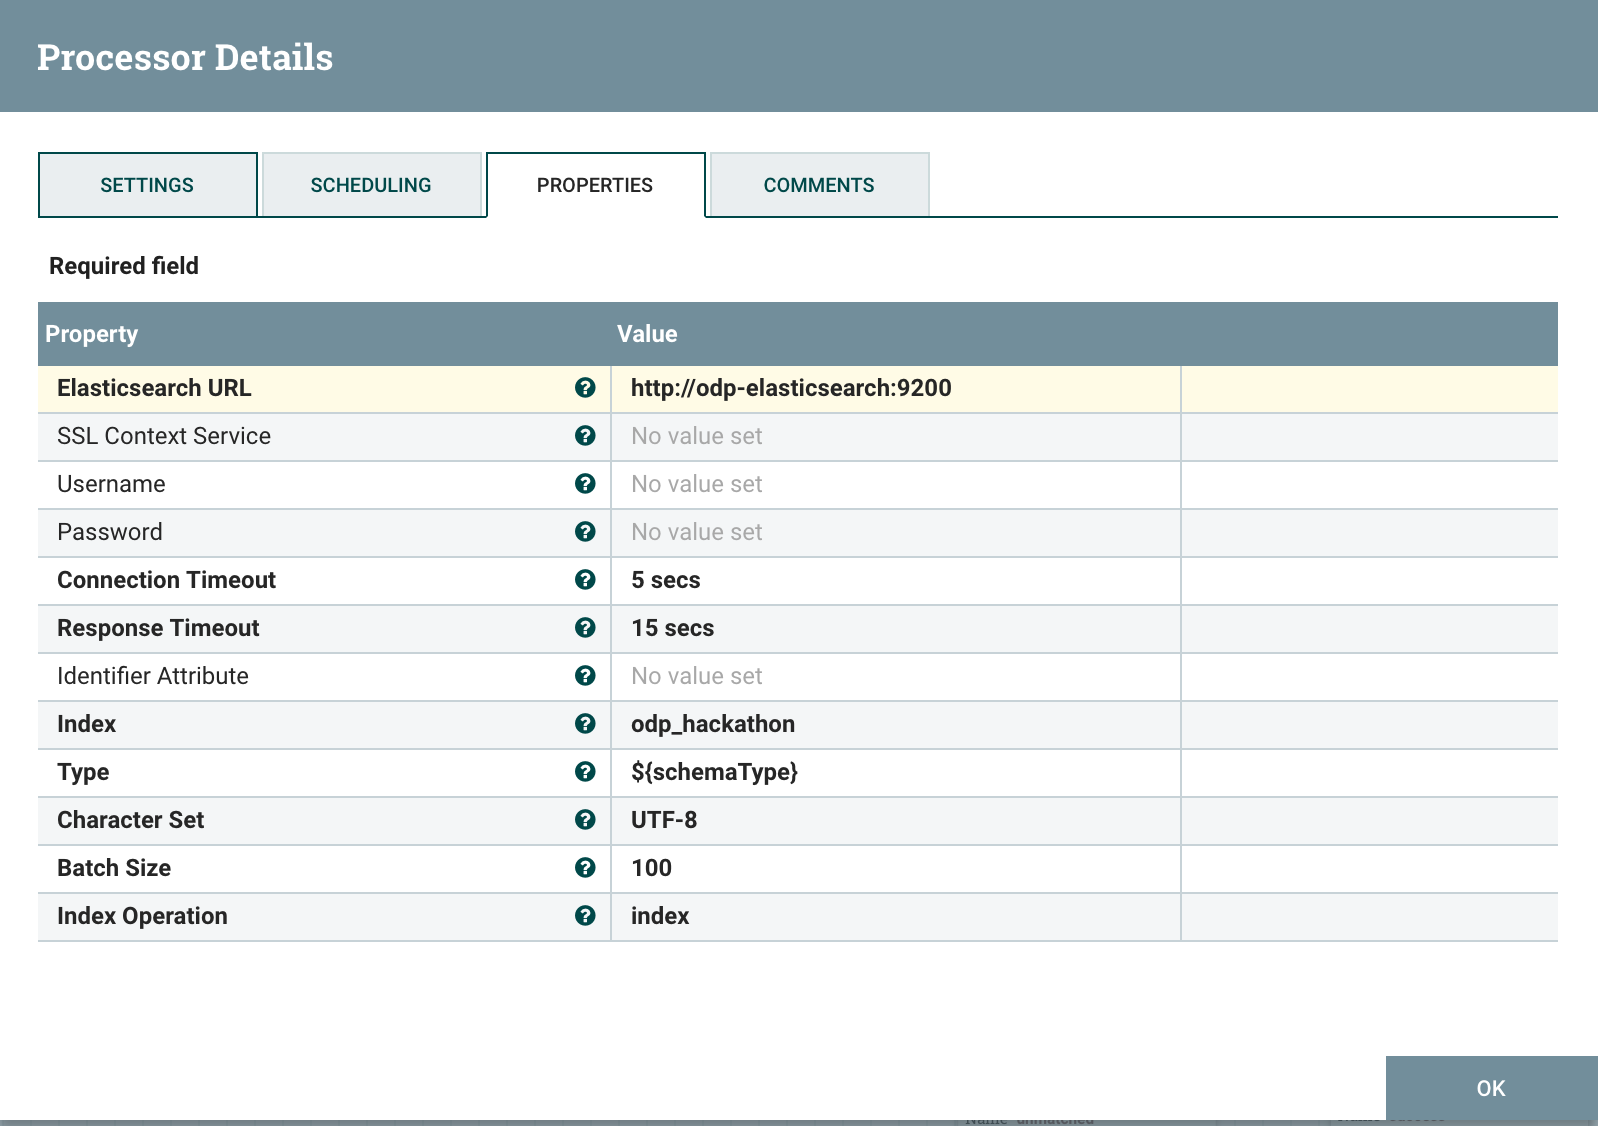 Processor Details
SETTINGS SCHEDULING PROPERTIES COMMENTS
Required field
Property Value
Elasticsearch URL ? http://odp-elasticsearch:9200
SSL Context Service ? No value set
Username ? No value set
Password ? No value set
Connection Timeout ? 5 secs
Response Timeout ? 15 secs
Identifier Attribute ? No value set
Index ? odp_hackathon
Type ? ${schemaType}
Character Set ? UTF-8
Batch Size ? 100
Index Operation ? index
OK
Name unmatched